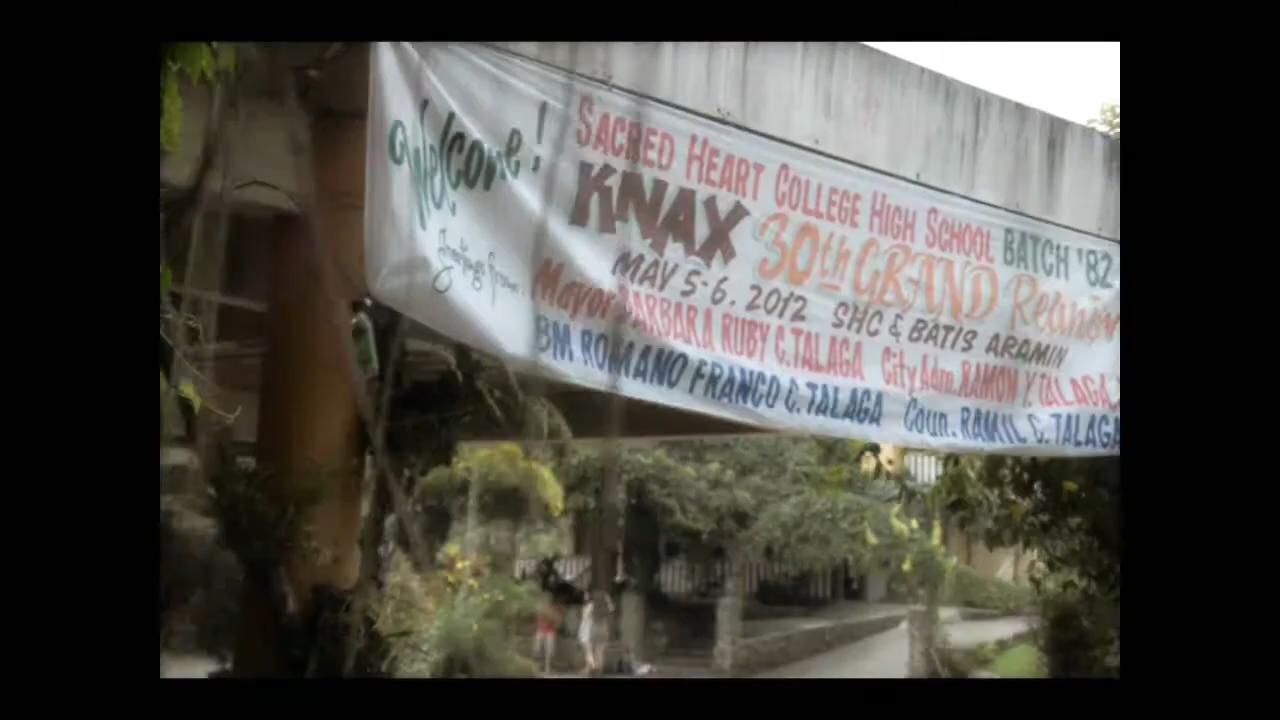 Welcome!
Greetings from:
SACRED HEART COLLEGE HIGH SCHOOL BATCH '82
KNAX 30th GRAND Reunion
MAY 5-6. 2012 SHC & BATIS ARAMIN
Mayor BARBARA RUBY C. TALAGA City Adm. RAMON Y. TALAGA,
BM ROMANO FRANCO C. TALAGA Coun. RAMIL C. TALAGA